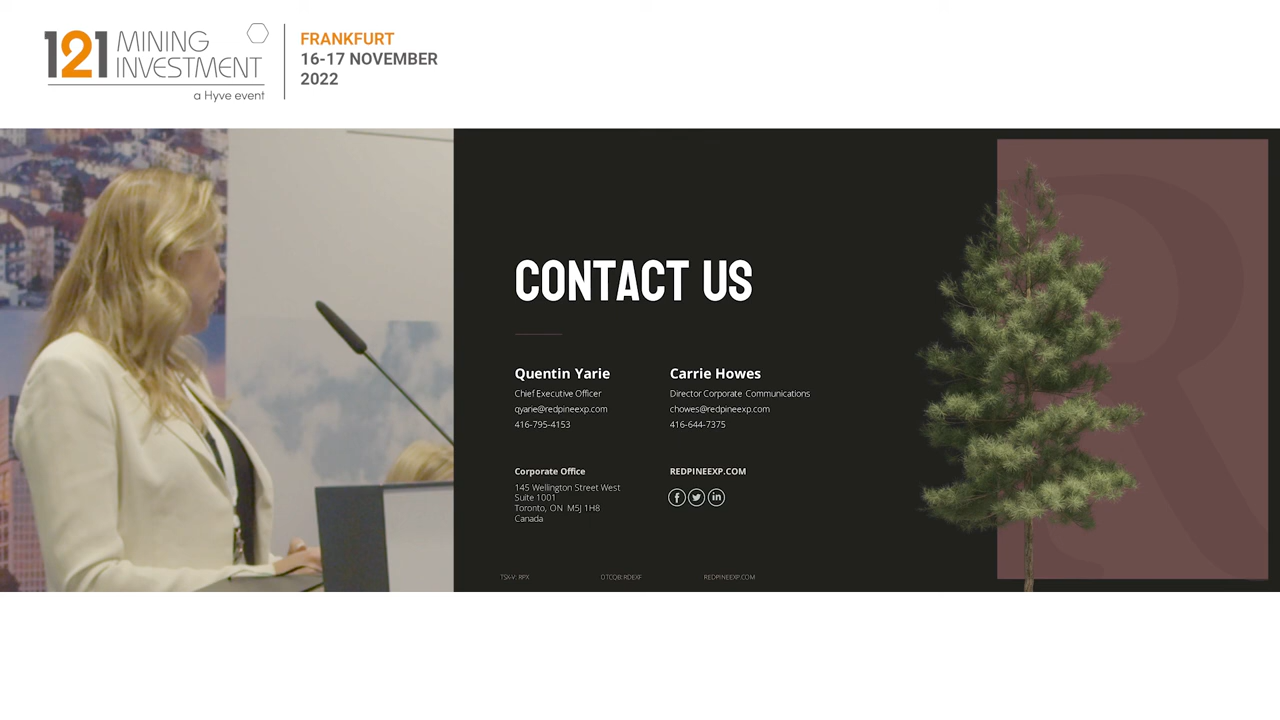 121 MINING
INVESTMENT
a Hyve event
FRANKFURT
16-17 NOVEMBER
2022
CONTACT US
Quentin Yarie
Chief Executive Officer
qyarie@redpineexp.com
416-795-4153
Carrie Howes
Director Corporate Communications
chowes@redpineexp.com
416-644-7375
Corporate Office
145 Wellington Street West
Suite 1001
Toronto, ON M5J 1H8
Canada
REDPINEEXP.COM
TSX-V: RPX
OTCQB:RDEXF
REDPINEEXP.COM
R